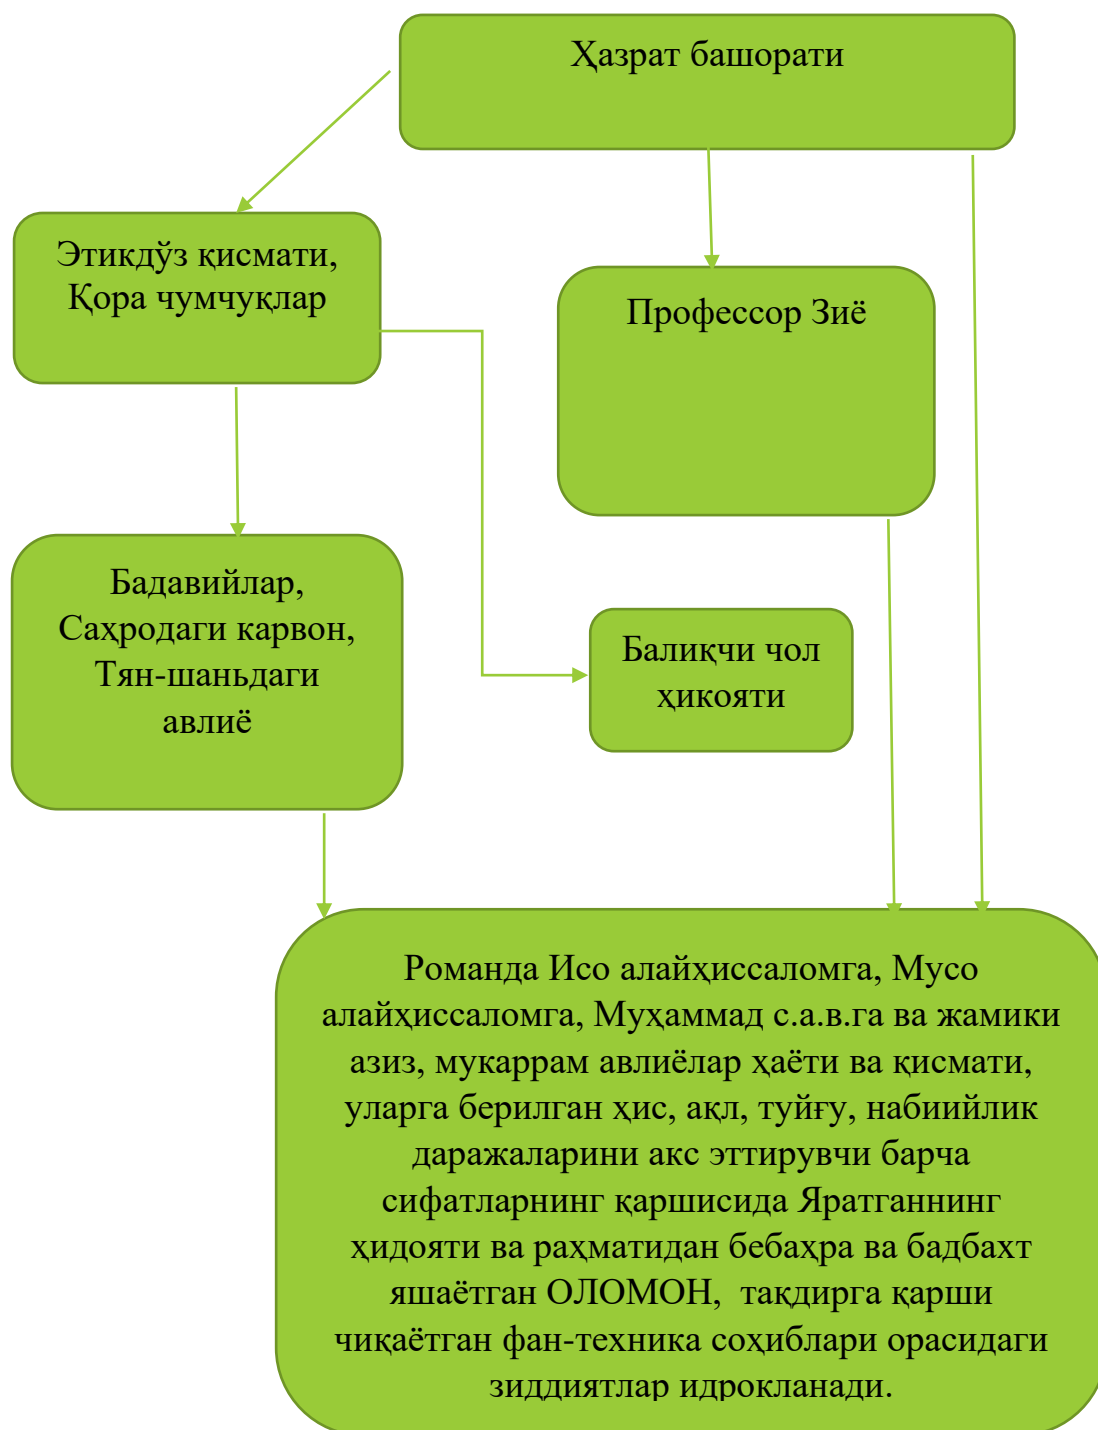 Ҳазрат башорати
Этикдўз қисмати,
Қора чумчуқлар
Профессор Зиё
Бадавийлар,
Саҳродаги карвон,
Тян-шаньдаги
авлиё
Балиқчи чол
ҳикояти
Романда Исо алайҳиссаломга, Мусо
алайҳиссаломга, Муҳаммад с.а.в.га ва жамики
азиз, мукаррам авлиёлар ҳаёти ва қисмати,
уларга берилган ҳис, ақл, туйғу, набиийлик
даражаларини акс эттирувчи барча
сифатларнинг қаршисида Яратганнинг
ҳидояти ва раҳматидан бебаҳра ва бадбахт
яшаётган ОЛОМОН, тақдирга қарши
чиқаётган фан-техника соҳиблари орасидаги
зиддиятлар идрокланади.